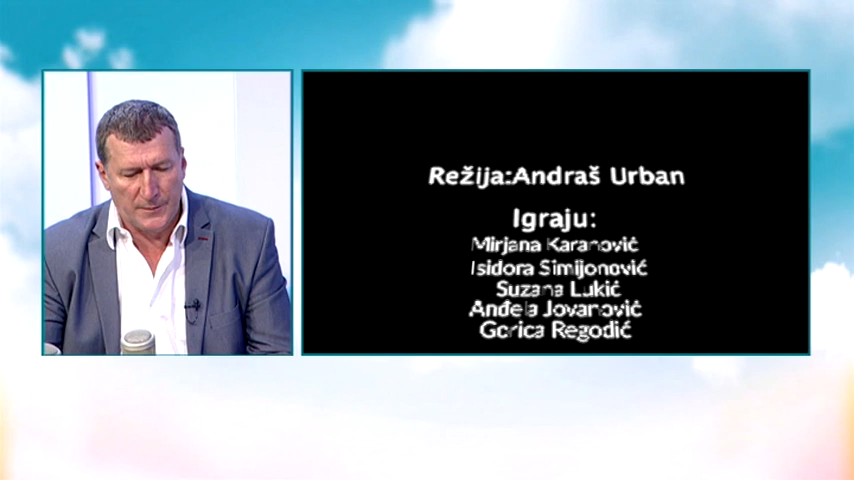 Režija:Andraš Urban
Igraju:
Mirjana Karanović
Isidora Simijonović
Suzana Lukić
Anđela Jovanović
Gorica Regodić